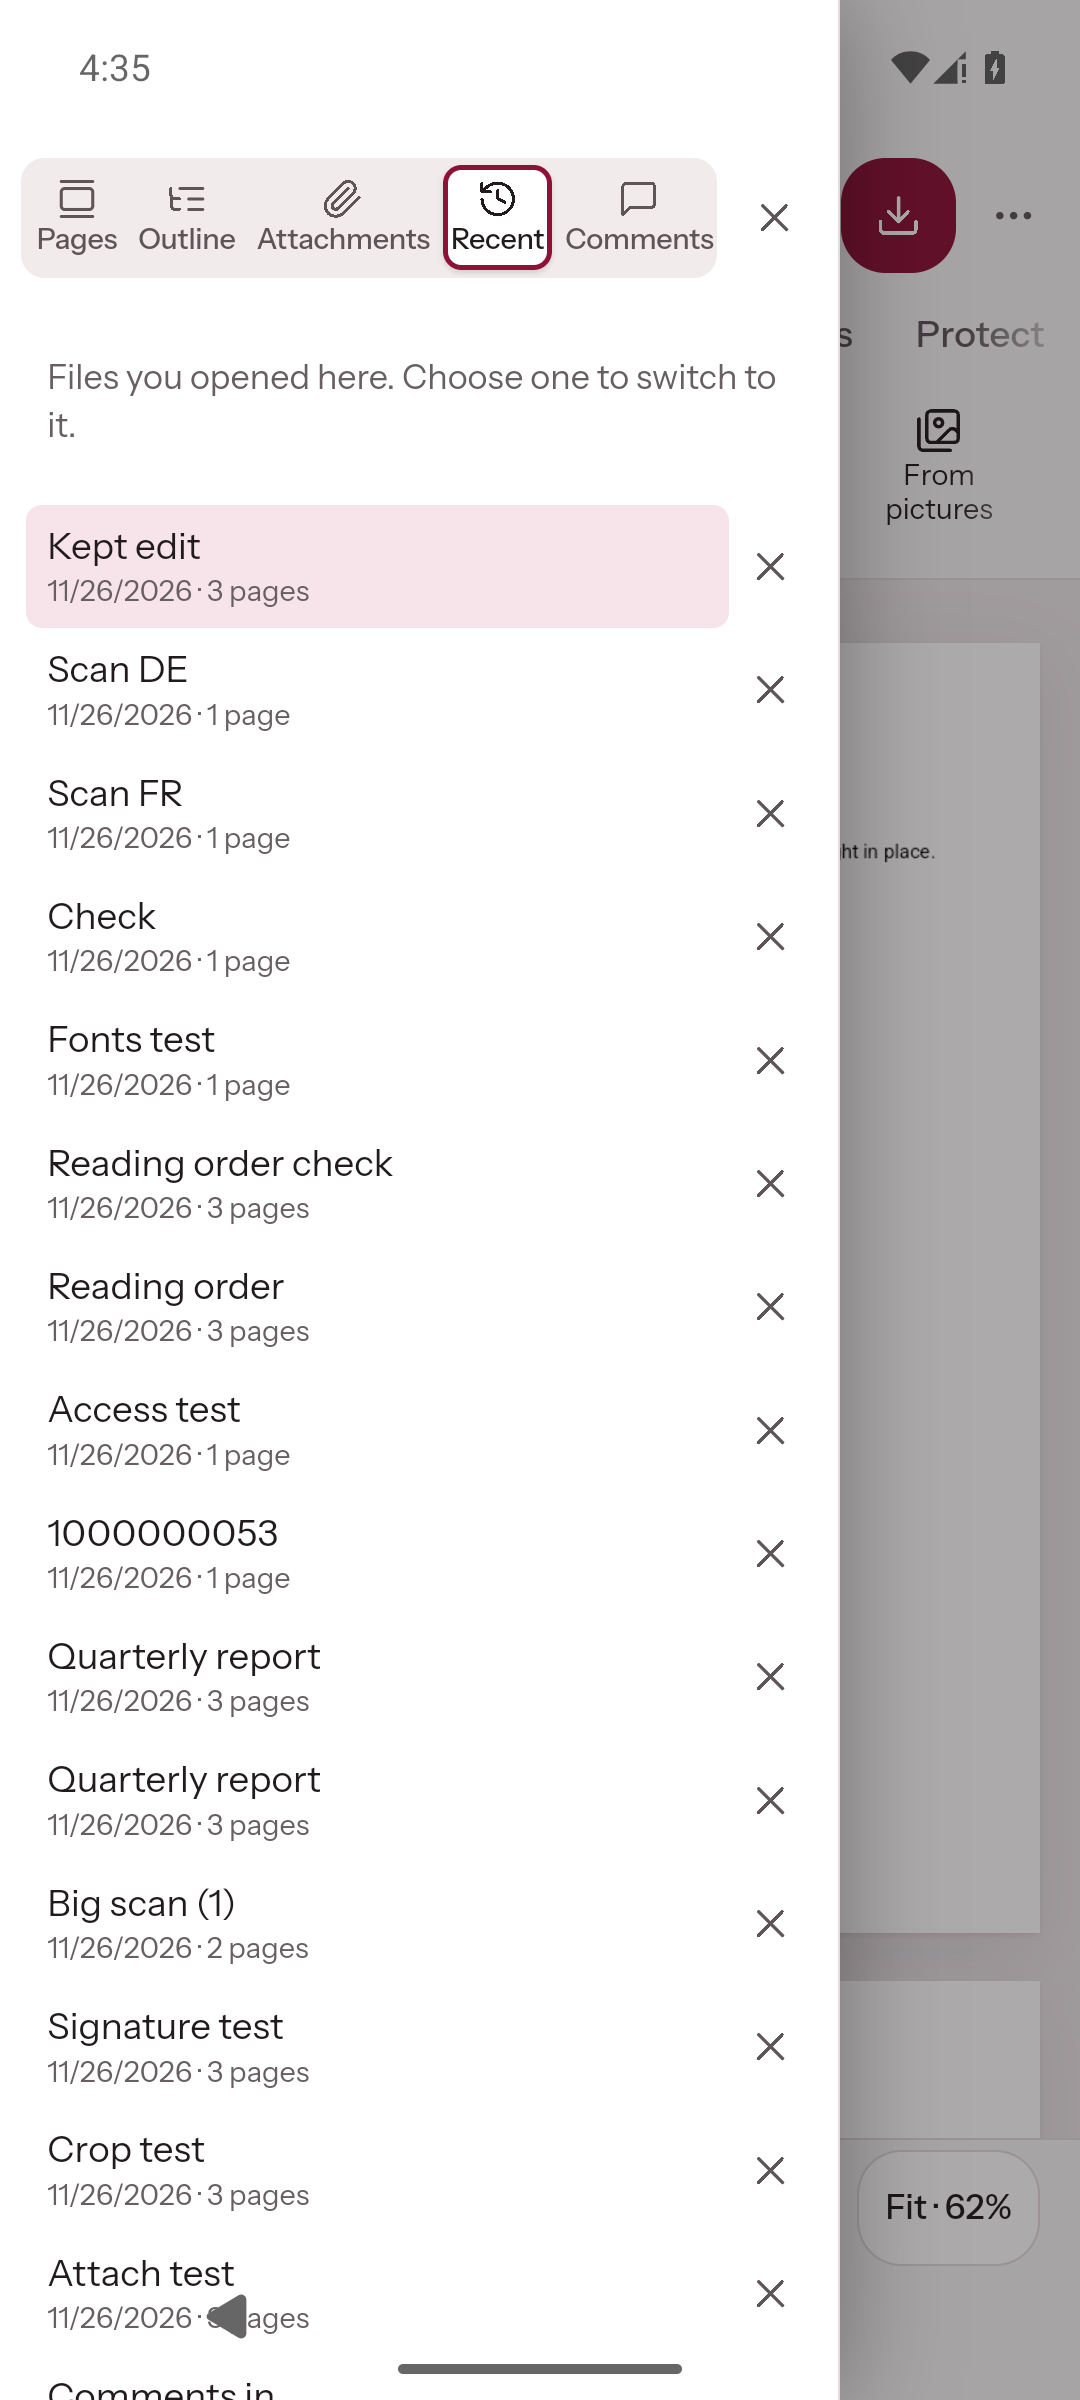 4:35
Pages Outline Attachments Recent Comments
s Protect
Files you opened here. Choose one to switch to
it.
From
pictures
Kept edit
11/26/2026 · 3 pages
Scan DE
11/26/2026 · 1 page
Scan FR
11/26/2026 · 1 page
ht in place.
Check
11/26/2026 · 1 page
Fonts test
11/26/2026 · 1 page
Reading order check
11/26/2026 · 3 pages
Reading order
11/26/2026 · 3 pages
Access test
11/26/2026 · 1 page
1000000053
11/26/2026 · 1 page
Quarterly report
11/26/2026 · 3 pages
Quarterly report
11/26/2026 · 3 pages
Big scan (1)
11/26/2026 · 2 pages
Signature test
11/26/2026 · 3 pages
Crop test
11/26/2026 · 3 pages
Fit · 62%
Attach test
11/26/2026 · ages
Comments in